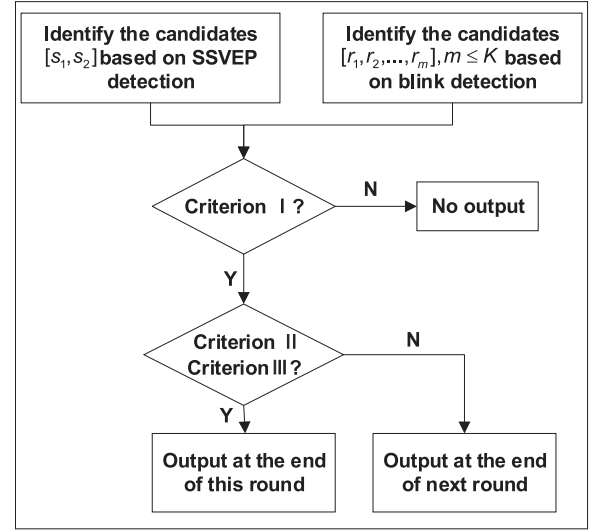 Identify the candidates
[s₁,s₂]based on SSVEP
detection
Identify the candidates
[r₁,r₂,...,rₘ],m ≤ K based
on blink detection
Criterion Ⅰ ?
N
No output
Y
Criterion Ⅱ
Criterion Ⅲ?
N
Y
Output at the end
of this round
Output at the end
of next round